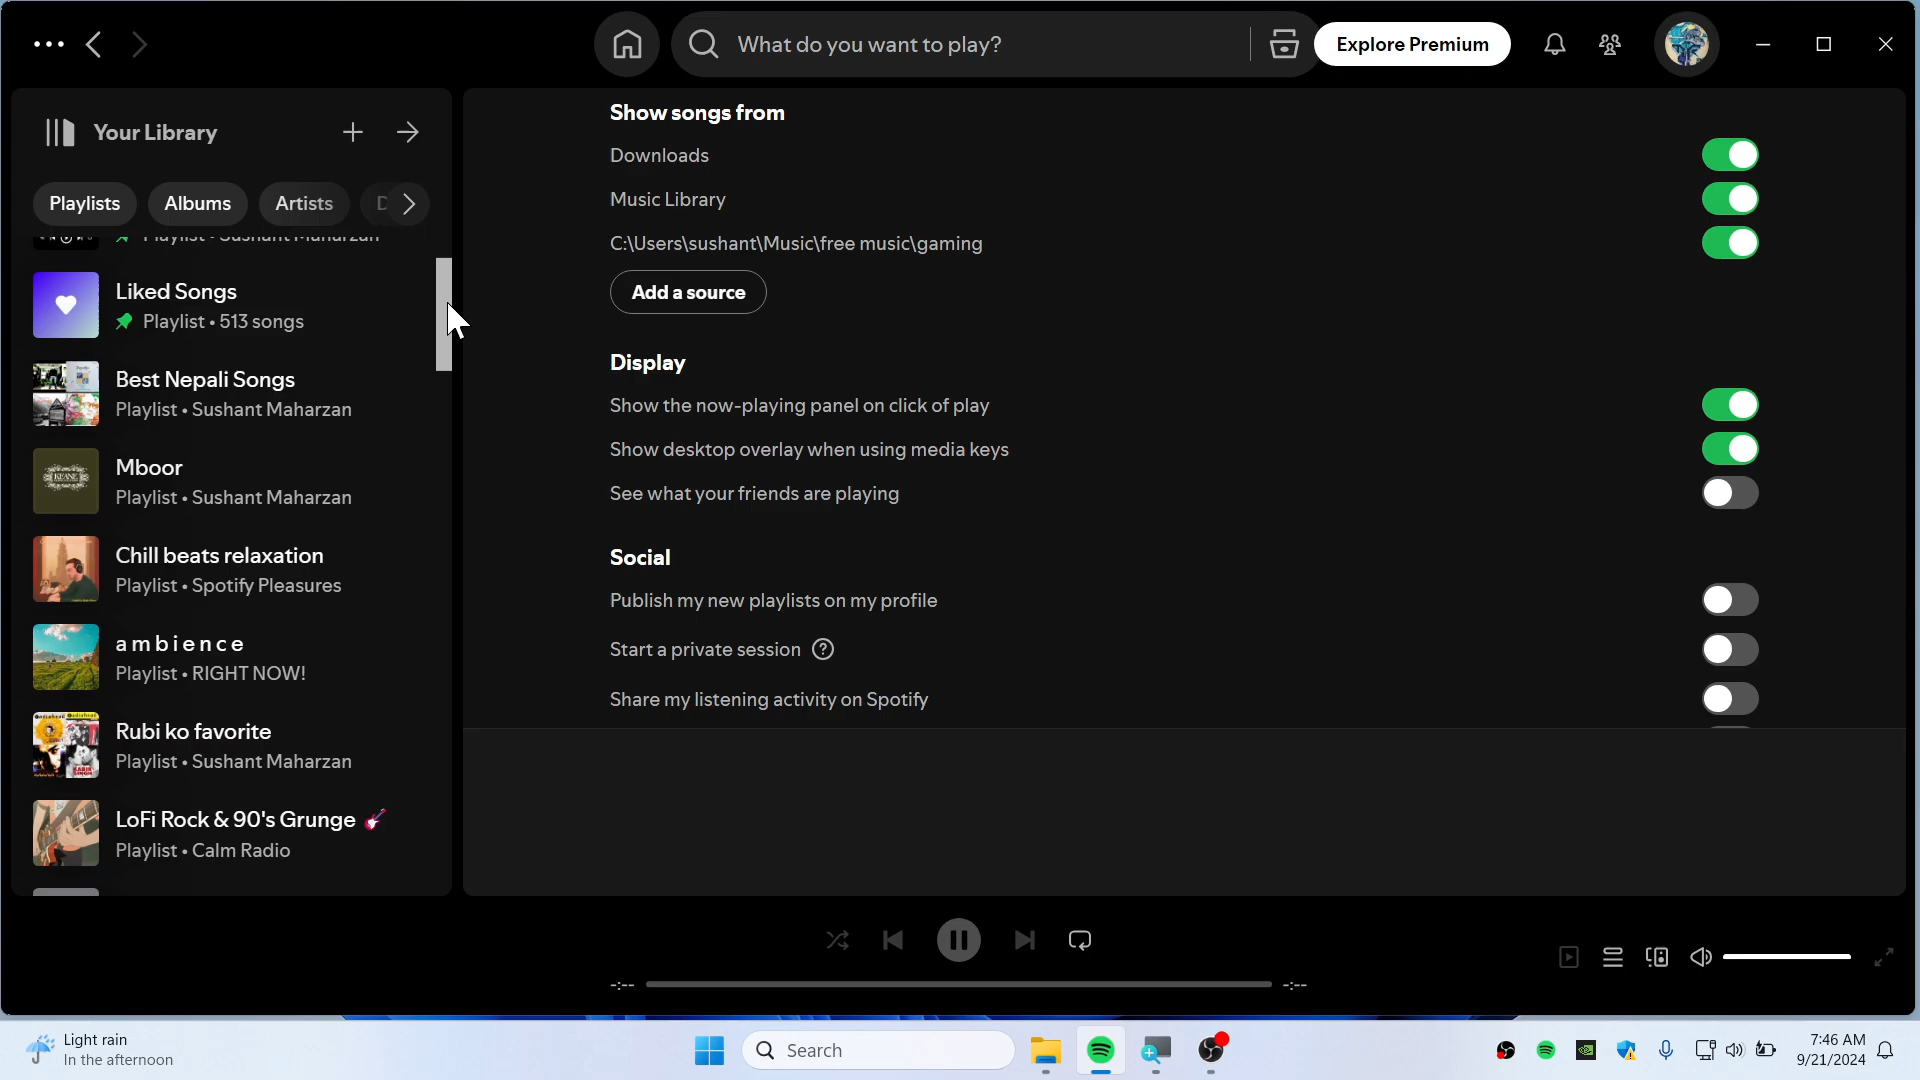 What do you want to play?
Explore Premium
Your Library
Playlists
Albums
Artists
Playlist • Sushant Maharzan
Liked Songs
Playlist • 513 songs
Best Nepali Songs
Playlist • Sushant Maharzan
Mboor
Playlist • Sushant Maharzan
Chill beats relaxation
Playlist • Spotify Pleasures
a m b i e n c e
Playlist • RIGHT NOW!
Rubi ko favorite
Playlist • Sushant Maharzan
LoFi Rock & 90's Grunge 🎸
Playlist • Calm Radio
Show songs from
Downloads
Music Library
C:\Users\sushant\Music\free music\gaming
Add a source
Display
Show the now-playing panel on click of play
Show desktop overlay when using media keys
See what your friends are playing
Social
Publish my new playlists on my profile
Start a private session
Share my listening activity on Spotify
-:--
-:--
Light rain
In the afternoon
Search
7:46 AM
9/21/2024